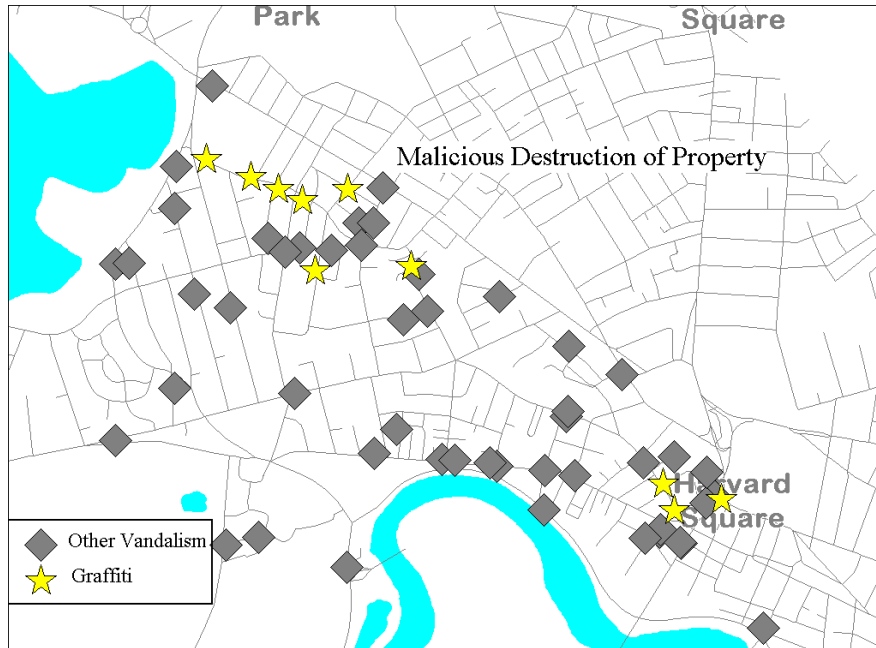 Park
Square
Malicious Destruction of Property
Harvard
Square
Other Vandalism
Graffiti